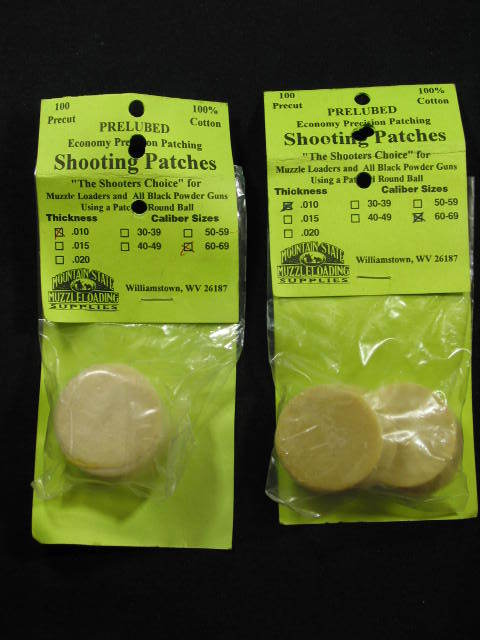 100
Precut
100%
Cotton
PRELUBED
Economy Precision Patching
Shooting Patches
"The Shooters Choice" for
Muzzle Loaders and All Black Powder Guns
Using a Round Ball
Thickness
Caliber Sizes
.010
30-39
50-59
.015
40-49
60-69
.020
MOUNTAIN STATE
MUZZLELOADING
SUPPLIES
Williamstown, WV 26187
100
Precut
100%
Cotton
PRELUBED
Economy Precision Patching
Shooting Patches
"The Shooters Choice" for
Muzzle Loaders and All Black Powder Guns
Using a Round Ball
Thickness
Caliber Sizes
.010
30-39
50-59
.015
40-49
60-69
.020
MOUNTAIN STATE
MUZZLELOADING
SUPPLIES
Williamstown, WV 26187